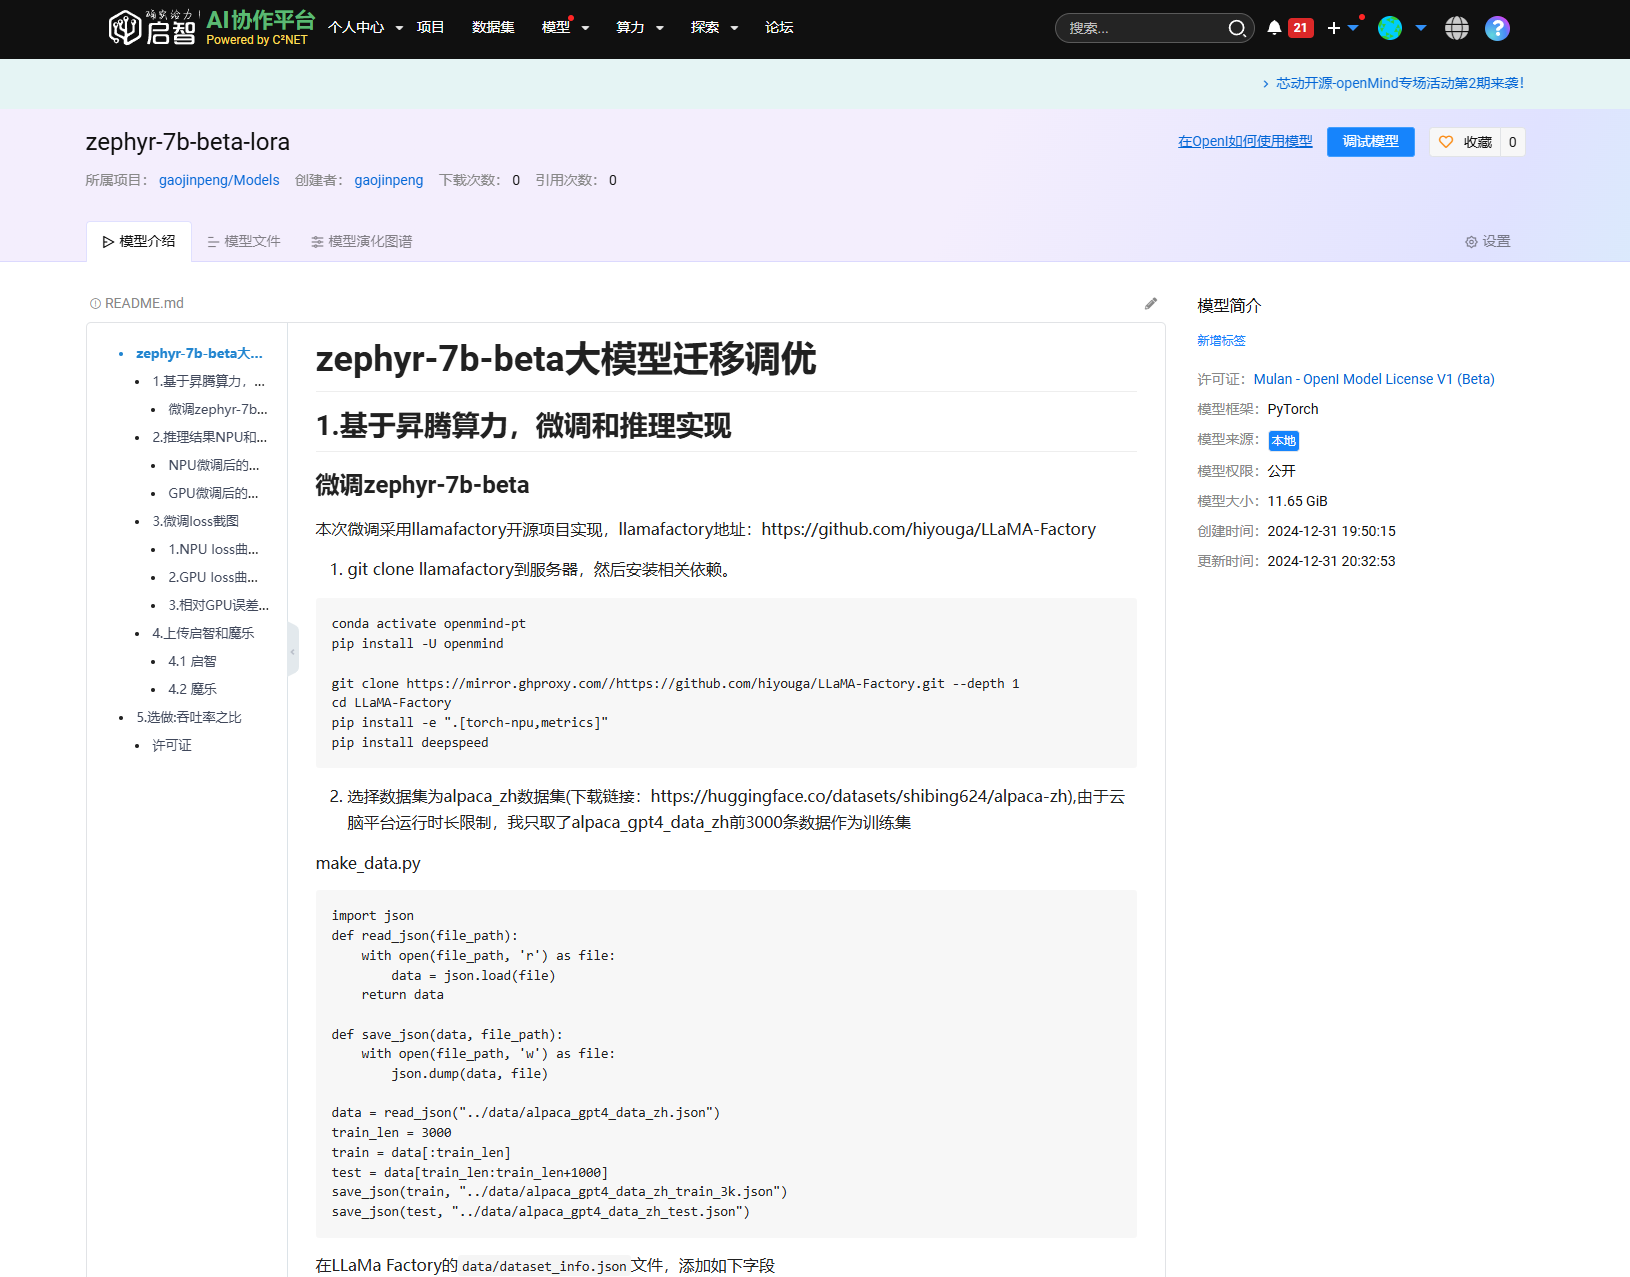 启智
AI协作平台
Powered by C²NET
个人中心
项目
数据集
模型
算力
探索
论坛
搜索...
21
芯动开源-openMind专场活动第2期来袭!
zephyr-7b-beta-lora
在OpenI如何使用模型
调试模型
收藏
0
所属项目: gaojinpeng/Models 创建者: gaojinpeng 下载次数: 0 引用次数: 0
模型介绍
模型文件
模型演化图谱
设置
README.md
zephyr-7b-beta大...
1.基于昇腾算力，...
微调zephyr-7b...
2.推理结果NPU和...
NPU微调后的...
GPU微调后的...
3.微调loss截图
1.NPU loss曲...
2.GPU loss曲...
3.相对GPU误差...
4.上传启智和魔乐
4.1 启智
4.2 魔乐
5.选做:吞吐率之比
许可证
zephyr-7b-beta大模型迁移调优
1.基于昇腾算力，微调和推理实现
微调zephyr-7b-beta
本次微调采用llamafactory开源项目实现，llamafactory地址：https://github.com/hiyouga/LLaMA-Factory
1. git clone llamafactory到服务器，然后安装相关依赖。
conda activate openmind-pt
pip install -U openmind
git clone https://mirror.ghproxy.com//https://github.com/hiyouga/LLaMA-Factory.git --depth 1
cd LLaMA-Factory
pip install -e ".[torch-npu,metrics]"
pip install deepspeed
2. 选择数据集为alpaca_zh数据集(下载链接：https://huggingface.co/datasets/shibing624/alpaca-zh),由于云
脑平台运行时长限制，我只取了alpaca_gpt4_data_zh前3000条数据作为训练集
make_data.py
import json
def read_json(file_path):
    with open(file_path, 'r') as file:
        data = json.load(file)
    return data
def save_json(data, file_path):
    with open(file_path, 'w') as file:
        json.dump(data, file)
data = read_json("../data/alpaca_gpt4_data_zh.json")
train_len = 3000
train = data[:train_len]
test = data[train_len:train_len+1000]
save_json(train, "../data/alpaca_gpt4_data_zh_train_3k.json")
save_json(test, "../data/alpaca_gpt4_data_zh_test.json")
在LLaMa Factory的 data/dataset_info.json 文件，添加如下字段
模型简介
新增标签
许可证: Mulan - OpenI Model License V1 (Beta)
模型框架: PyTorch
模型来源: 本地
模型权限: 公开
模型大小: 11.65 GiB
创建时间: 2024-12-31 19:50:15
更新时间: 2024-12-31 20:32:53